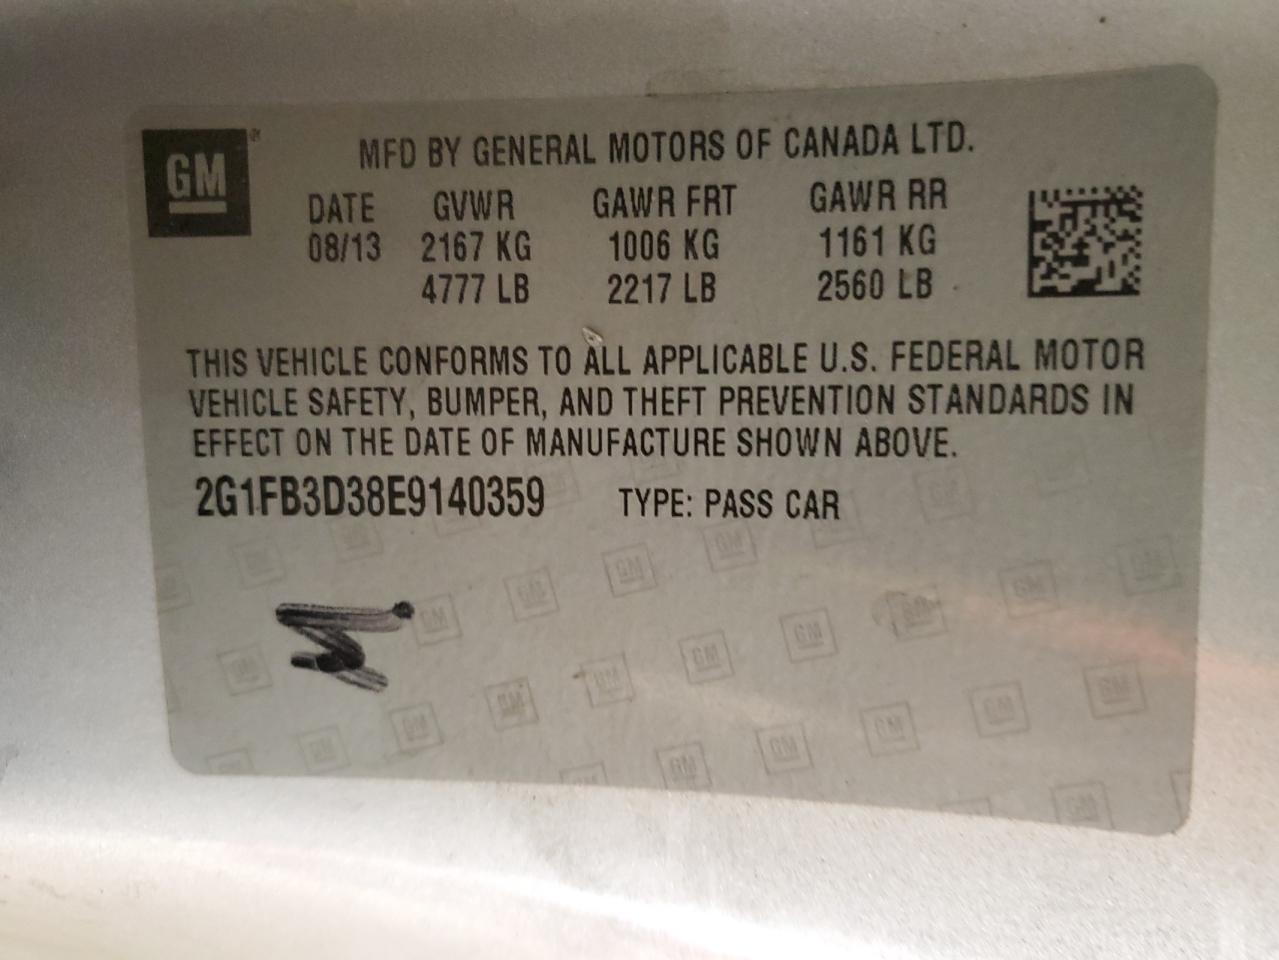 GM
MFD BY GENERAL MOTORS OF CANADA LTD.
DATE GVWR GAWR FRT GAWR RR
08/13 2167 KG 1006 KG 1161 KG
4777 LB 2217 LB 2560 LB
THIS VEHICLE CONFORMS TO ALL APPLICABLE U.S. FEDERAL MOTOR
VEHICLE SAFETY, BUMPER, AND THEFT PREVENTION STANDARDS IN
EFFECT ON THE DATE OF MANUFACTURE SHOWN ABOVE.
2G1FB3D38E9140359 TYPE: PASS CAR